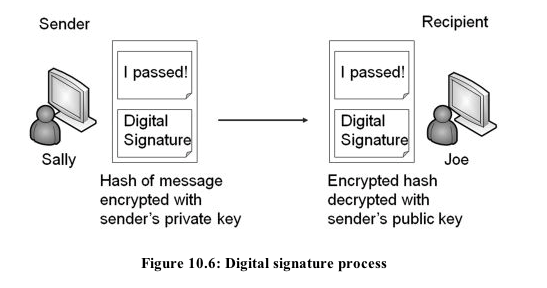 Sender
Recipient
I passed!
I passed!
Digital
Signature
Digital
Signature
Sally
Joe
Hash of message
encrypted with
sender's private key
Encrypted hash
decrypted with
sender's public key
Figure 10.6: Digital signature process